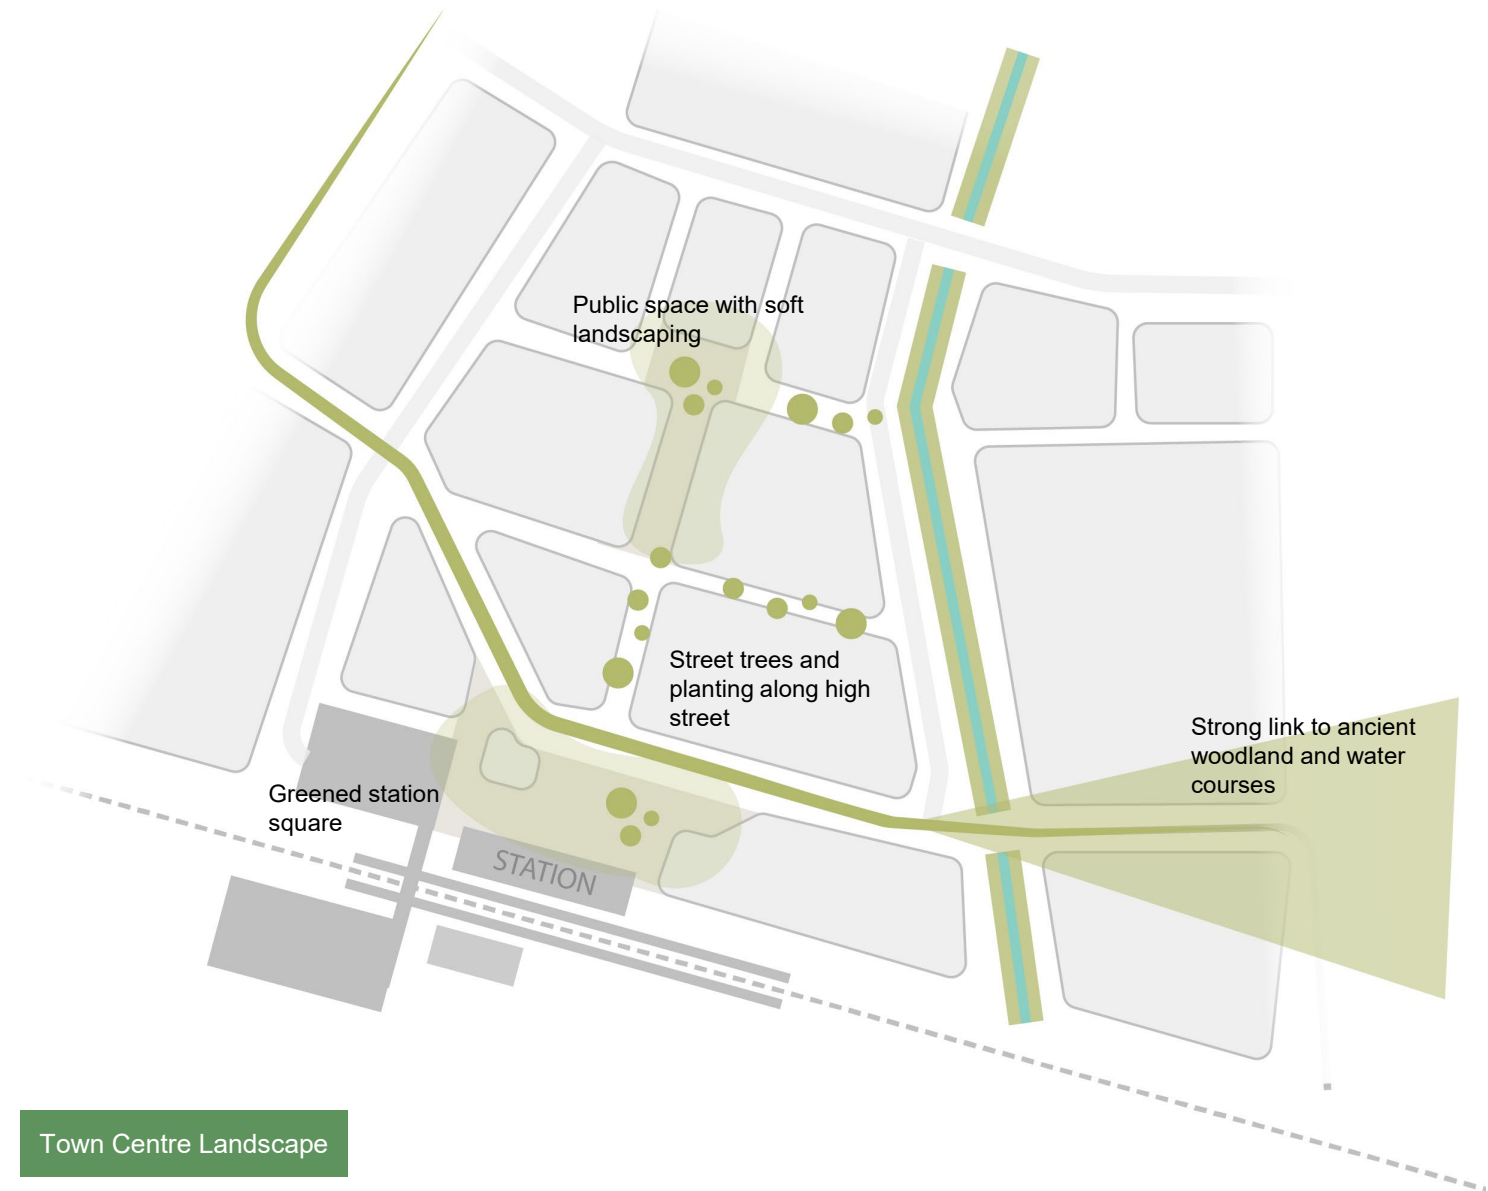 Public space with soft
landscaping
Street trees and
planting along high
street
Strong link to ancient
woodland and water
courses
Greened station
square
STATION
Town Centre Landscape